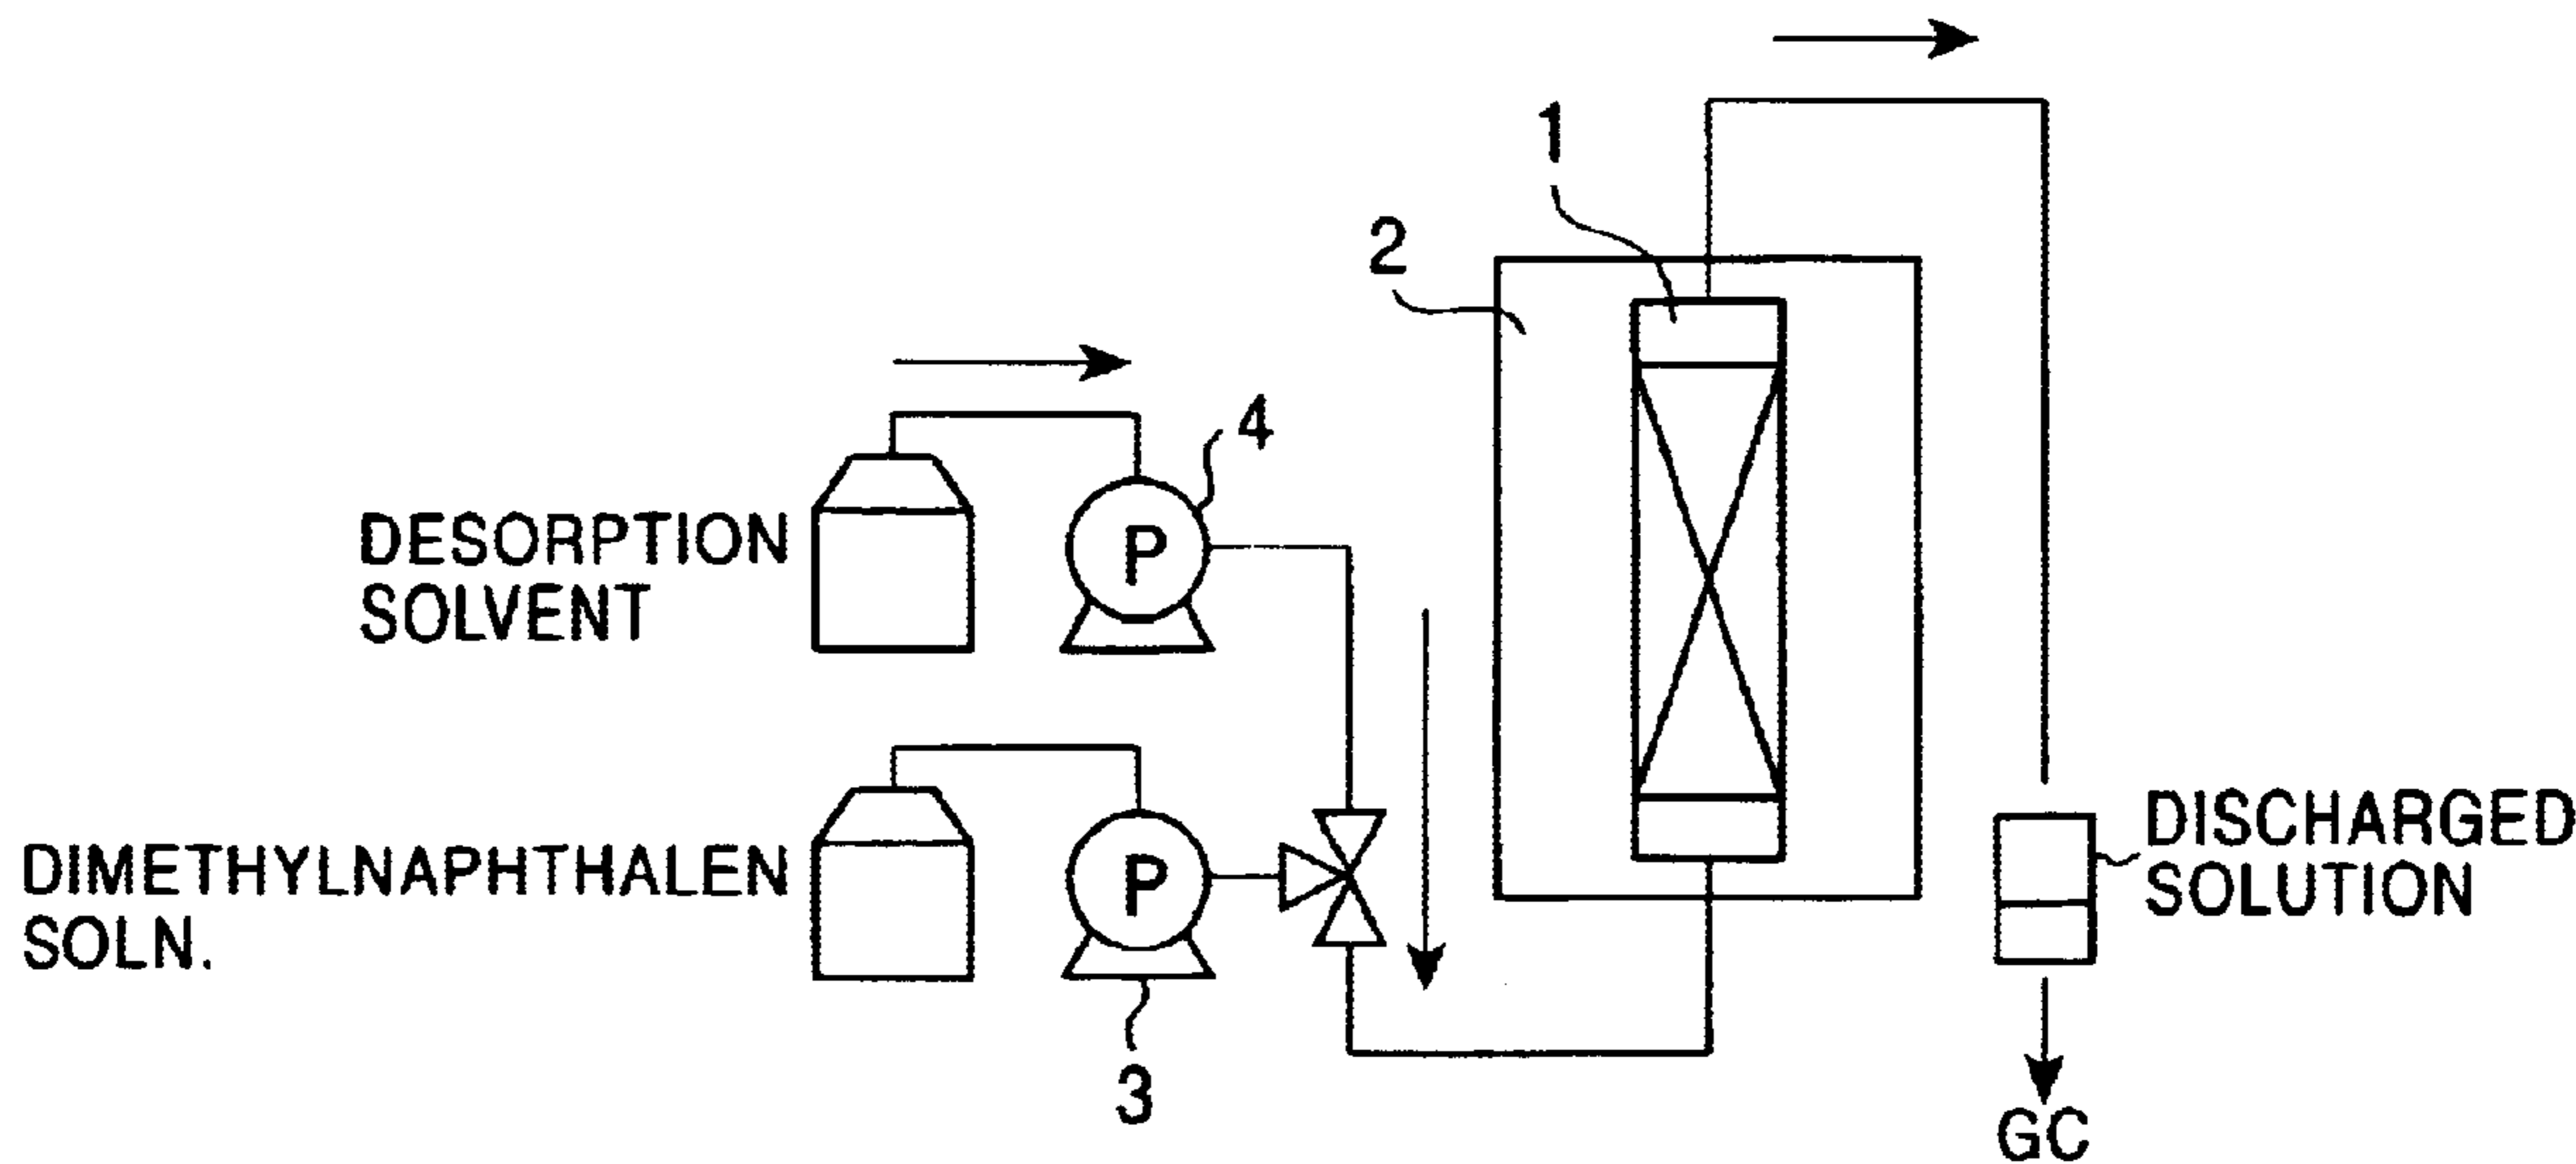 1
2
4
P
DESORPTION
SOLVENT
P
DIMETHYLNAPHTHALEN
SOLN.
3
DISCHARGED
SOLUTION
GC